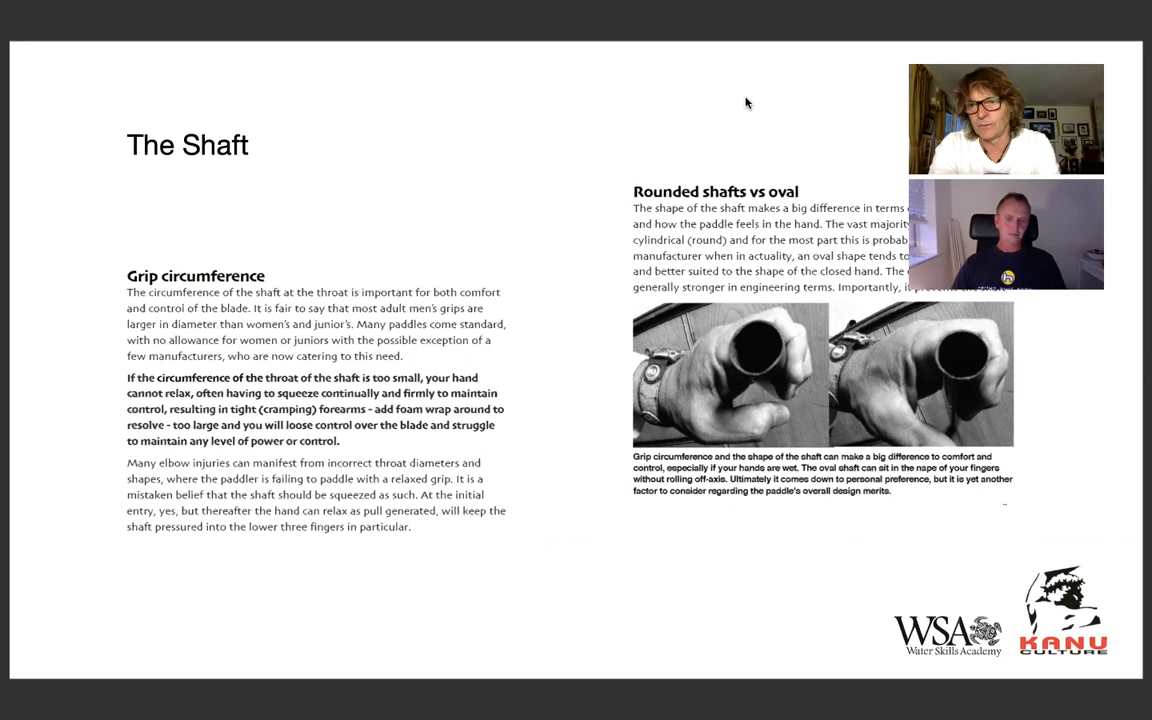 The Shaft
Grip circumference
The circumference of the shaft at the throat is important for both comfort
and control of the blade. It is fair to say that most adult men's grips are
larger in diameter than women's and junior's. Many paddles come standard,
with no allowance for women or juniors with the possible exception of a
few manufacturers, who are now catering to this need.
If the circumference of the throat of the shaft is too small, your hand
cannot relax, often having to squeeze continually and firmly to maintain
control, resulting in tight (cramping) forearms - add foam wrap around to
resolve - too large and you will loose control over the blade and struggle
to maintain any level of power or control.
Many elbow injuries can manifest from incorrect throat diameters and
shapes, where the paddler is failing to paddle with a relaxed grip. It is a
mistaken belief that the shaft should be squeezed as such. At the initial
entry, yes, but thereafter the hand can relax as pull generated, will keep the
shaft pressured into the lower three fingers in particular.
Rounded shafts vs oval
The shape of the shaft makes a big difference in terms
and how the paddle feels in the hand. The vast majority
cylindrical (round) and for the most part this is
manufacturer when in actuality, an oval shape tends to
and better suited to the shape of the closed hand. The
generally stronger in engineering terms. Importantly,
Grip circumference and the shape of the shaft can make a big difference to comfort and
control, especially if your hands are wet. The oval shaft can sit in the nape of your fingers
without rolling off-axis. Ultimately it comes down to personal preference, but it is yet another
factor to consider regarding the paddle's overall design merits.
WSA
Water Skills Academy
KANU
CULTURE